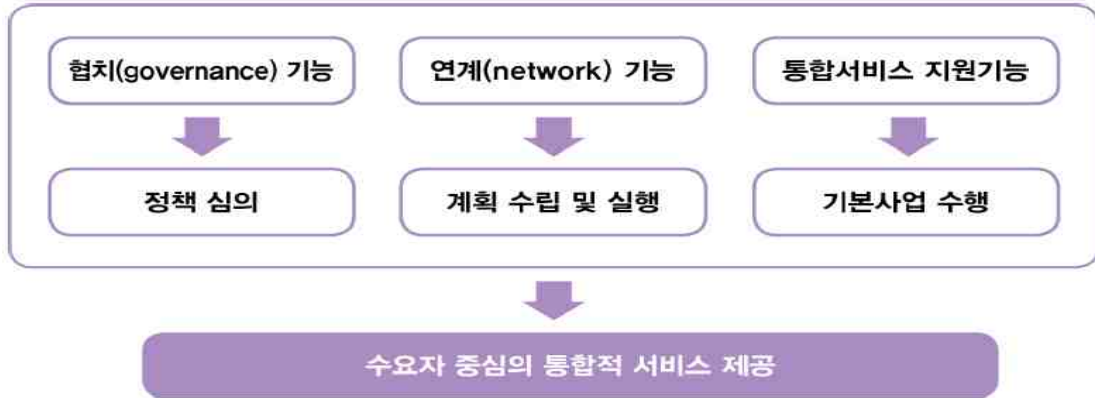 협치(governance) 기능
연계(network) 기능
통합서비스 지원기능
정책 심의
계획 수립 및 실행
기본사업 수행
수요자 중심의 통합적 서비스 제공